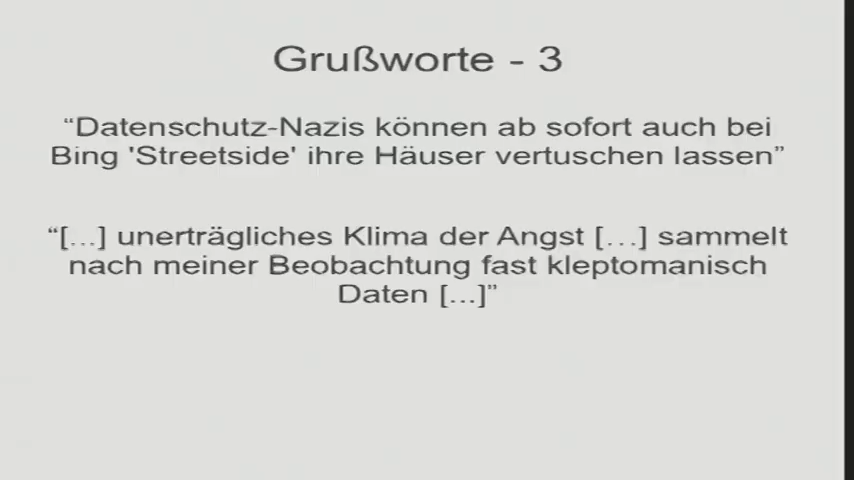 Grußworte - 3
“Datenschutz-Nazis können ab sofort auch bei
Bing 'Streetside' ihre Häuser vertuschen lassen”
“[...] unerträgliches Klima der Angst [...] sammelt
nach meiner Beobachtung fast kleptomanisch
Daten [...]”